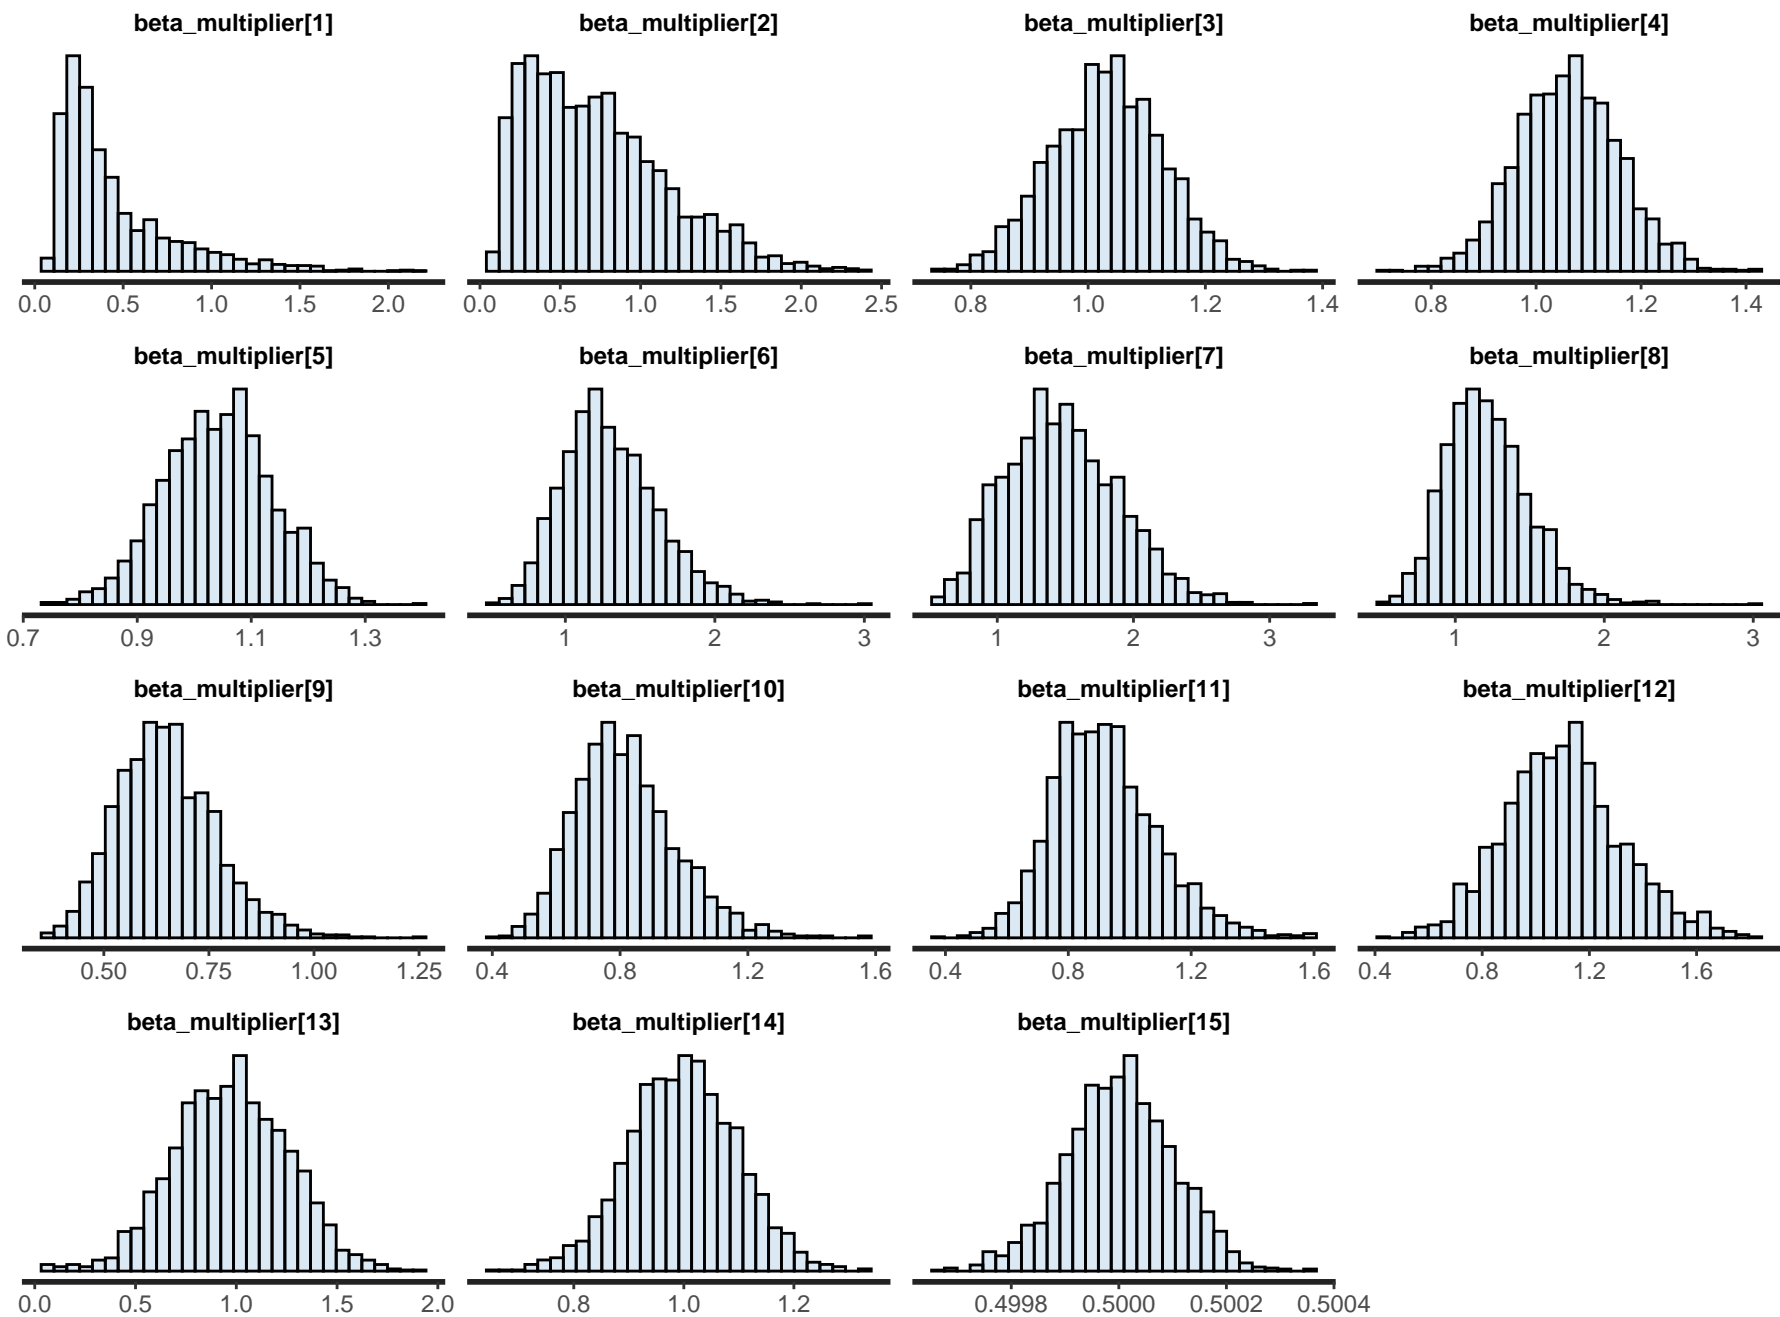 beta_multiplier[1] beta_multiplier[2] beta_multiplier[3] beta_multiplier[4]
0.0 0.5 1.0 1.5 2.0 0.0 0.5 1.0 1.5 2.0 2.5 0.8 1.0 1.2 1.4 0.8 1.0 1.2 1.4
beta_multiplier[5] beta_multiplier[6] beta_multiplier[7] beta_multiplier[8]
0.7 0.9 1.1 1.3 1 2 3 1 2 3 1 2 3
beta_multiplier[9] beta_multiplier[10] beta_multiplier[11] beta_multiplier[12]
0.50 0.75 1.00 1.25 0.4 0.8 1.2 1.6 0.4 0.8 1.2 1.6 0.4 0.8 1.2 1.6
beta_multiplier[13] beta_multiplier[14] beta_multiplier[15]
0.0 0.5 1.0 1.5 2.0 0.8 1.0 1.2 0.4998 0.5000 0.5002 0.5004